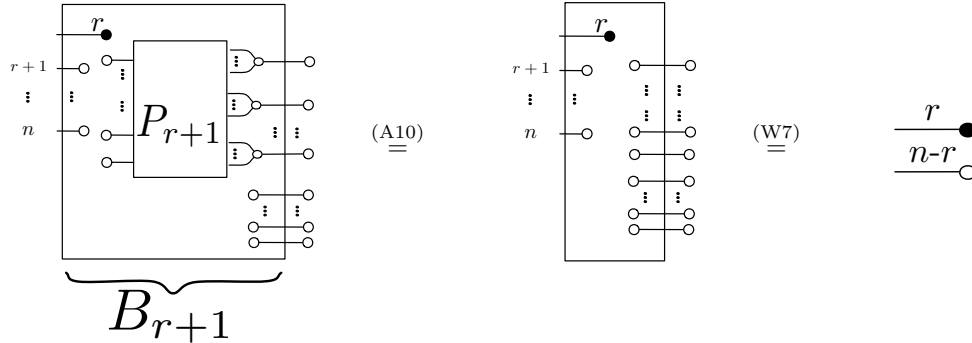 r
r+1
⋮ ⋮
n
P_{r+1}
B_{r+1}
(A10)
=
r
r+1
⋮ ⋮
n
(W7)
=
r
n-r